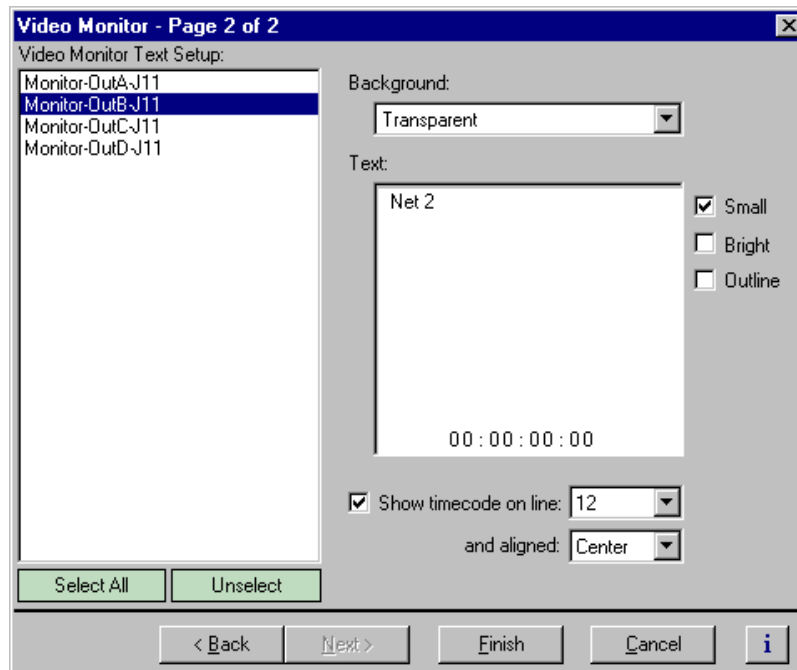 Video Monitor - Page 2 of 2
Video Monitor Text Setup:
Monitor-OutA-J11
Monitor-OutB-J11
Monitor-OutC-J11
Monitor-OutD-J11
Select All
Unselect
Background:
Transparent
Text:
Net 2
00:00:00:00
Small
Bright
Outline
Show timecode on line: 12
and aligned: Center
< Back
Next >
Finish
Cancel
i